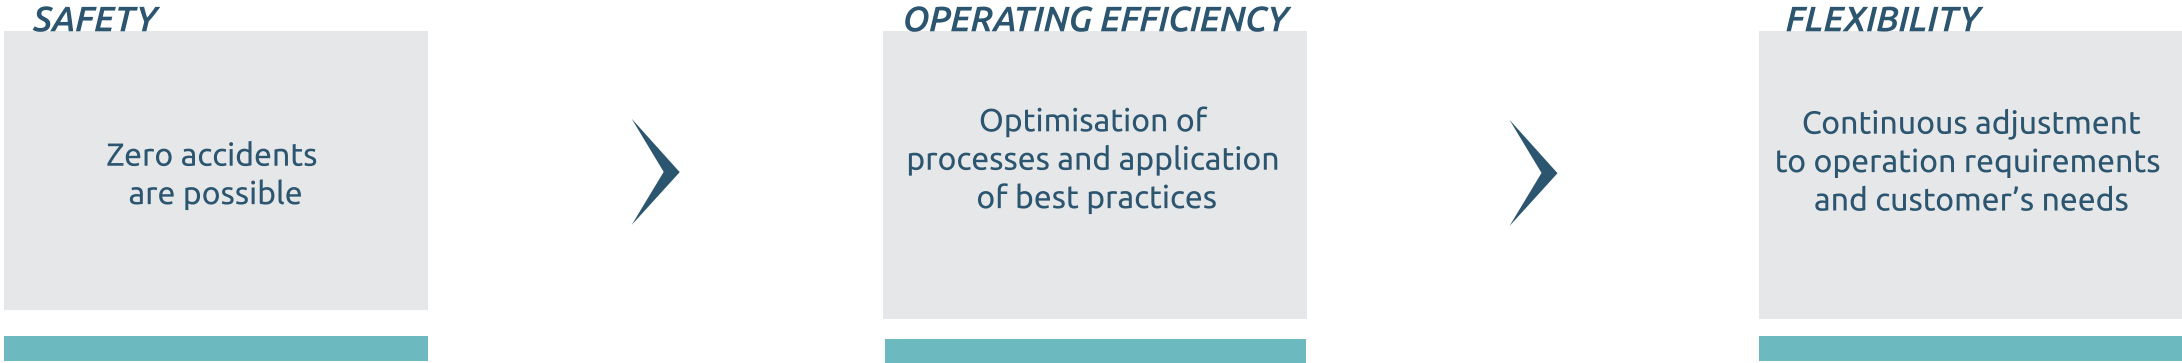 SAFETY
Zero accidents
are possible
OPERATING EFFICIENCY
Optimisation of
processes and application
of best practices
FLEXIBILITY
Continuous adjustment
to operation requirements
and customer’s needs